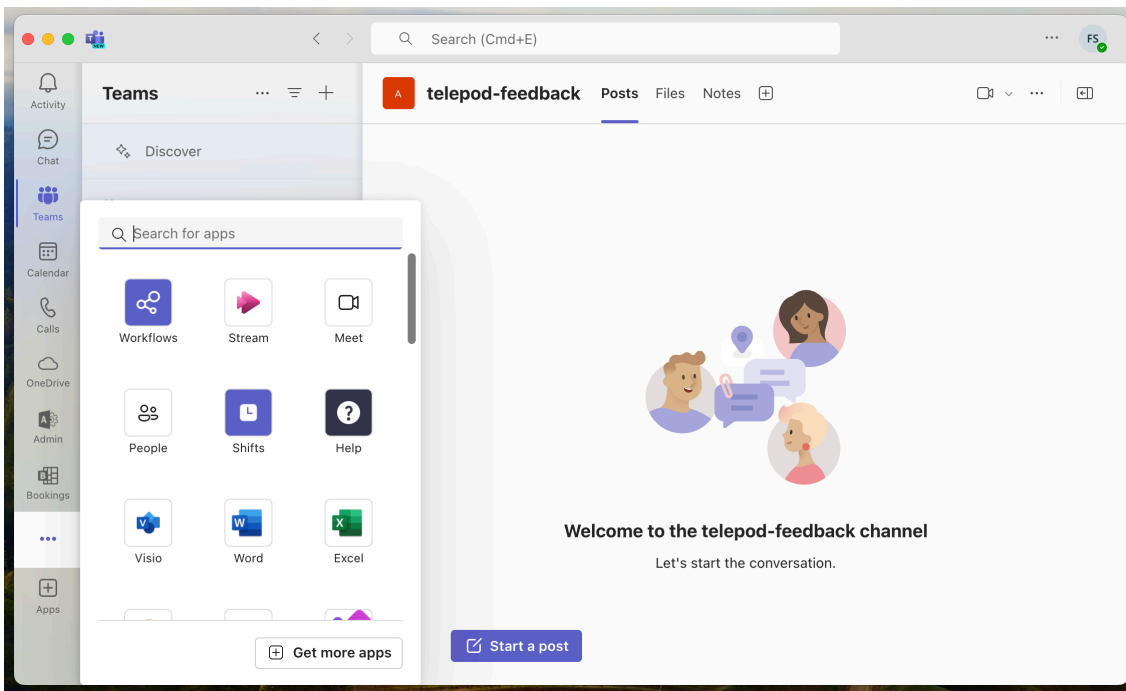 NEW
Search (Cmd+E)
FS
Activity
Chat
Teams
Calendar
Calls
OneDrive
A
Admin
B
Bookings
Apps
Teams
Discover
Search for apps
Workflows
Stream
Meet
People
Shifts
Help
V
W
X
Visio
Word
Excel
Get more apps
A
telepod-feedback
Posts
Files
Notes
Welcome to the telepod-feedback channel
Let's start the conversation.
Start a post